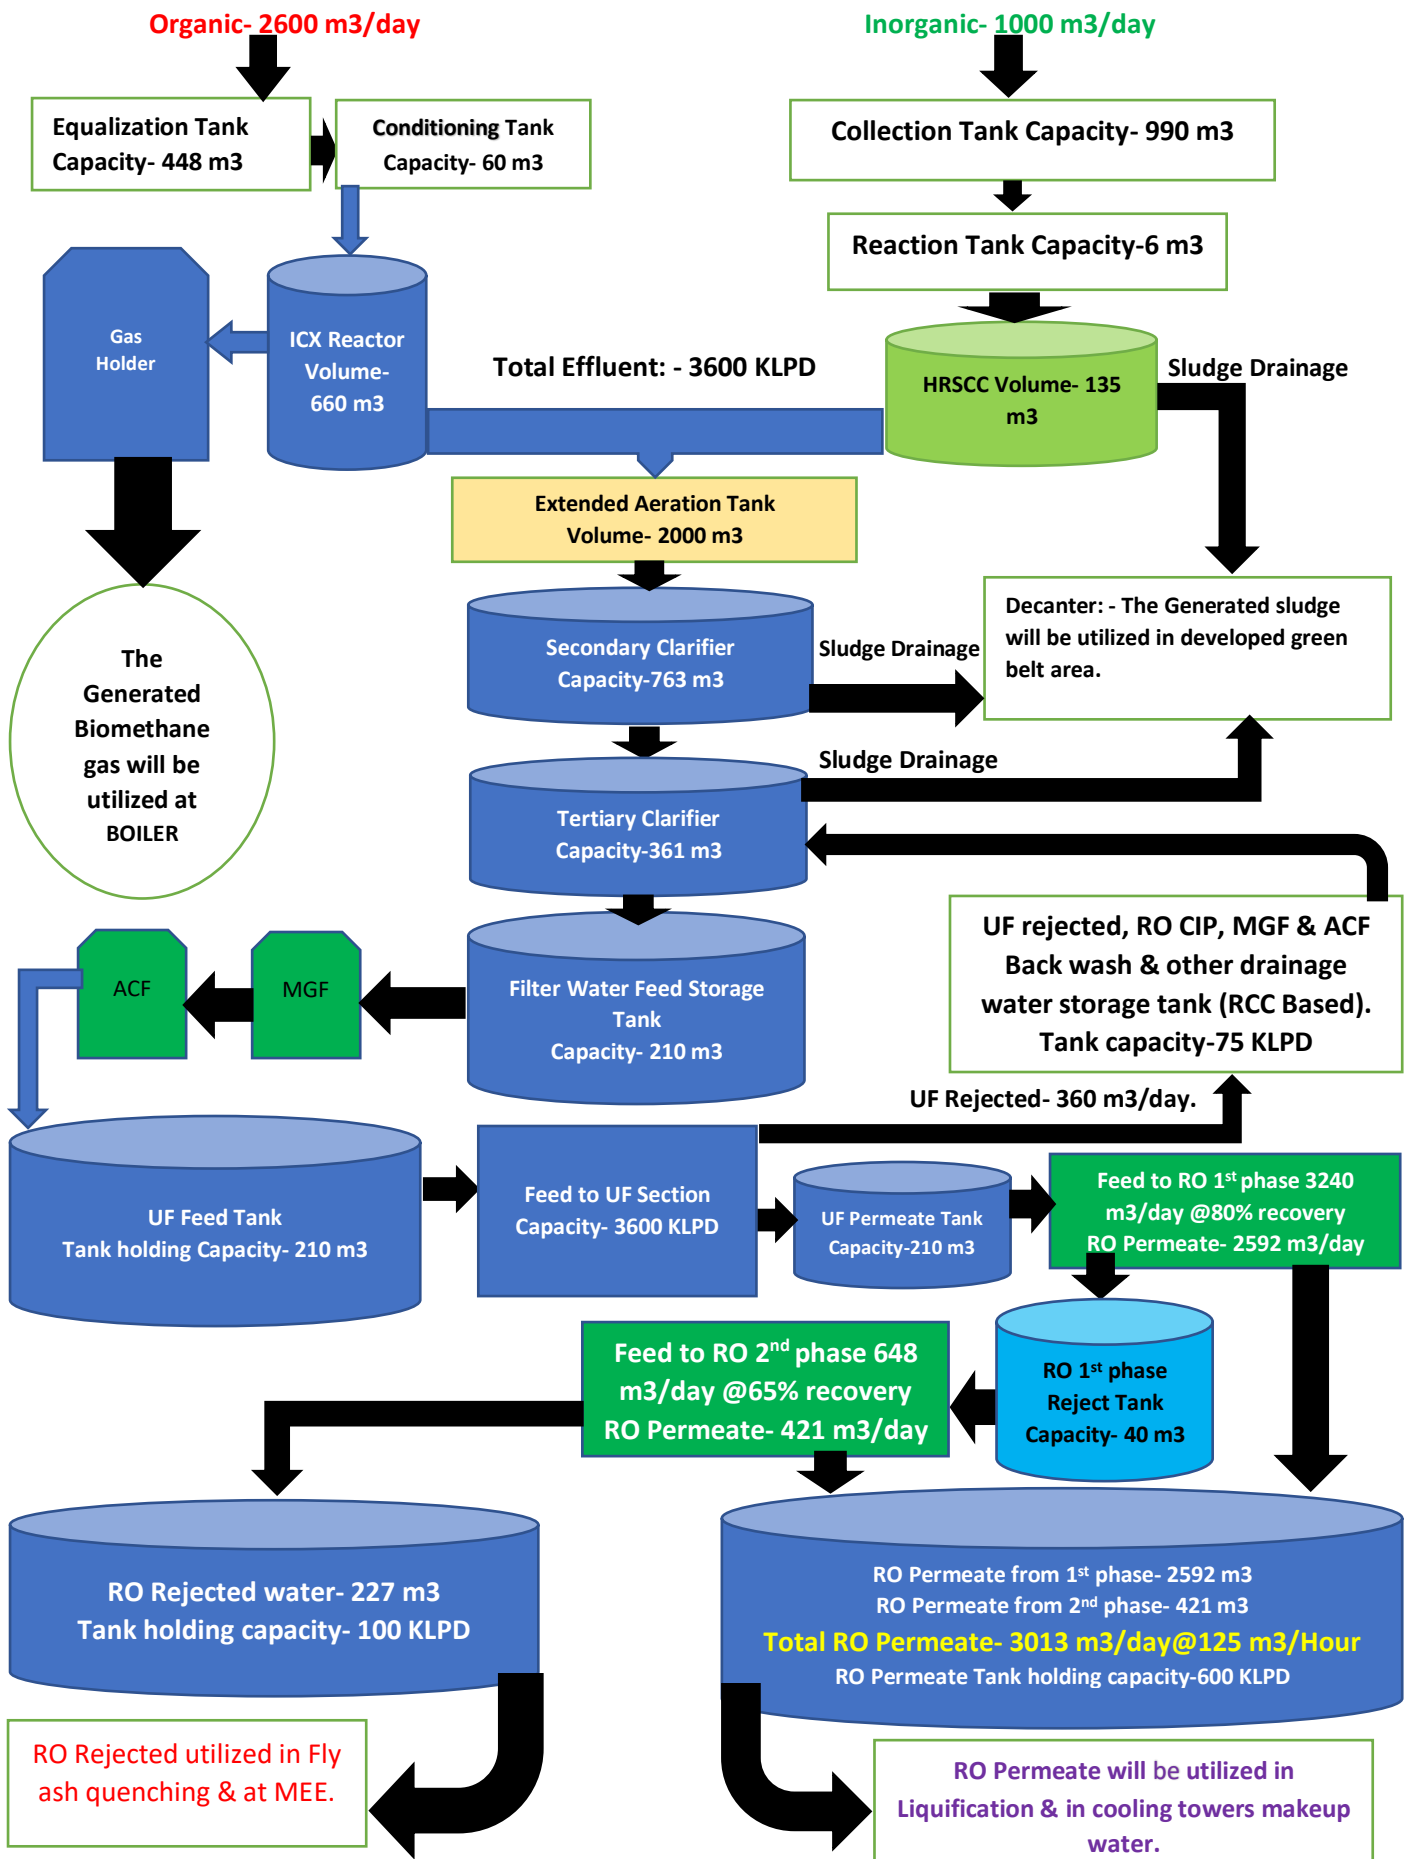 Organic- 2600 m3/day
Inorganic- 1000 m3/day
Equalization Tank
Capacity- 448 m3
Conditioning Tank
Capacity- 60 m3
Collection Tank Capacity- 990 m3
Reaction Tank Capacity-6 m3
Gas
Holder
ICX Reactor
Volume-
660 m3
Total Effluent: - 3600 KLPD
HRSCC Volume- 135
m3
Sludge Drainage
Extended Aeration Tank
Volume- 2000 m3
Decanter: - The Generated sludge
will be utilized in developed green
belt area.
Secondary Clarifier
Capacity-763 m3
Sludge Drainage
The
Generated
Biomethane
gas will be
utilized at
BOILER
Sludge Drainage
Tertiary Clarifier
Capacity-361 m3
UF rejected, RO CIP, MGF & ACF
Back wash & other drainage
water storage tank (RCC Based).
Tank capacity-75 KLPD
ACF
MGF
Filter Water Feed Storage
Tank
Capacity- 210 m3
UF Rejected- 360 m3/day.
UF Feed Tank
Tank holding Capacity- 210 m3
Feed to UF Section
Capacity- 3600 KLPD
UF Permeate Tank
Capacity-210 m3
Feed to RO 1st phase 3240
m3/day @80% recovery
RO Permeate- 2592 m3/day
Feed to RO 2nd phase 648
m3/day @65% recovery
RO Permeate- 421 m3/day
RO 1st phase
Reject Tank
Capacity- 40 m3
RO Rejected water- 227 m3
Tank holding capacity- 100 KLPD
RO Permeate from 1st phase- 2592 m3
RO Permeate from 2nd phase- 421 m3
Total RO Permeate- 3013 m3/day@125 m3/Hour
RO Permeate Tank holding capacity-600 KLPD
RO Rejected utilized in Fly
ash quenching & at MEE.
RO Permeate will be utilized in
Liquification & in cooling towers makeup
water.